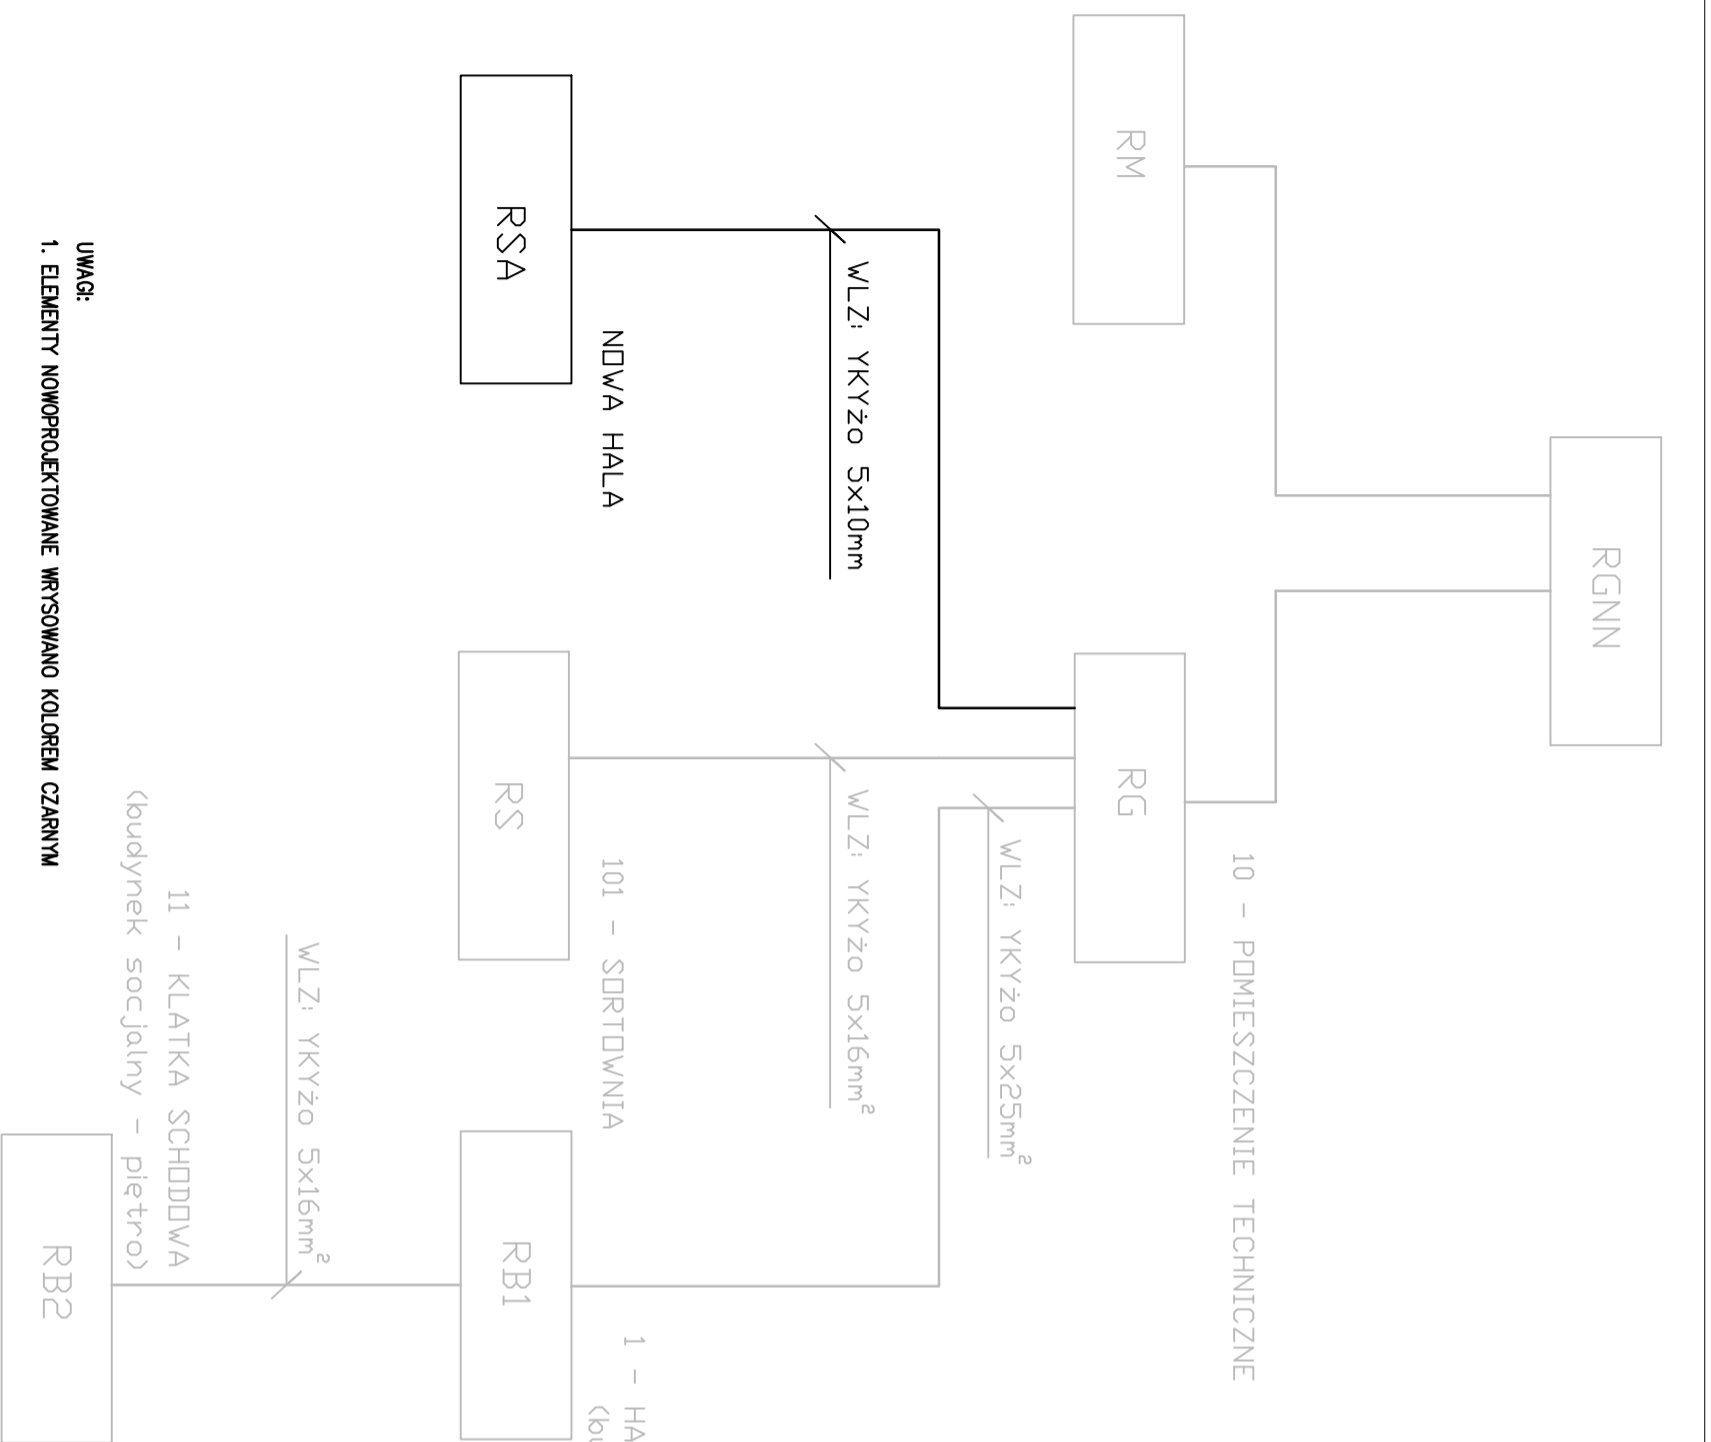 RGNN
RM
RG
10 - POMIESZCZENIE TECHNICZNE
WLZ: YKYżo 5x25mm²
WLZ: YKYżo 5x10mm
WLZ: YKYżo 5x16mm²
NOWA HALA
101 - SORTOWNIA
1 - HA
(bu
RSA
RS
RB1
WLZ: YKYżo 5x16mm²
11 - KLATKA SCHODOWA
(budynek socjalny - piętro)
RB2
UWAGI:
1. ELEMENTY NOWOPROJEKTOWANE WRYSOWANO KOLOREM CZARNYM